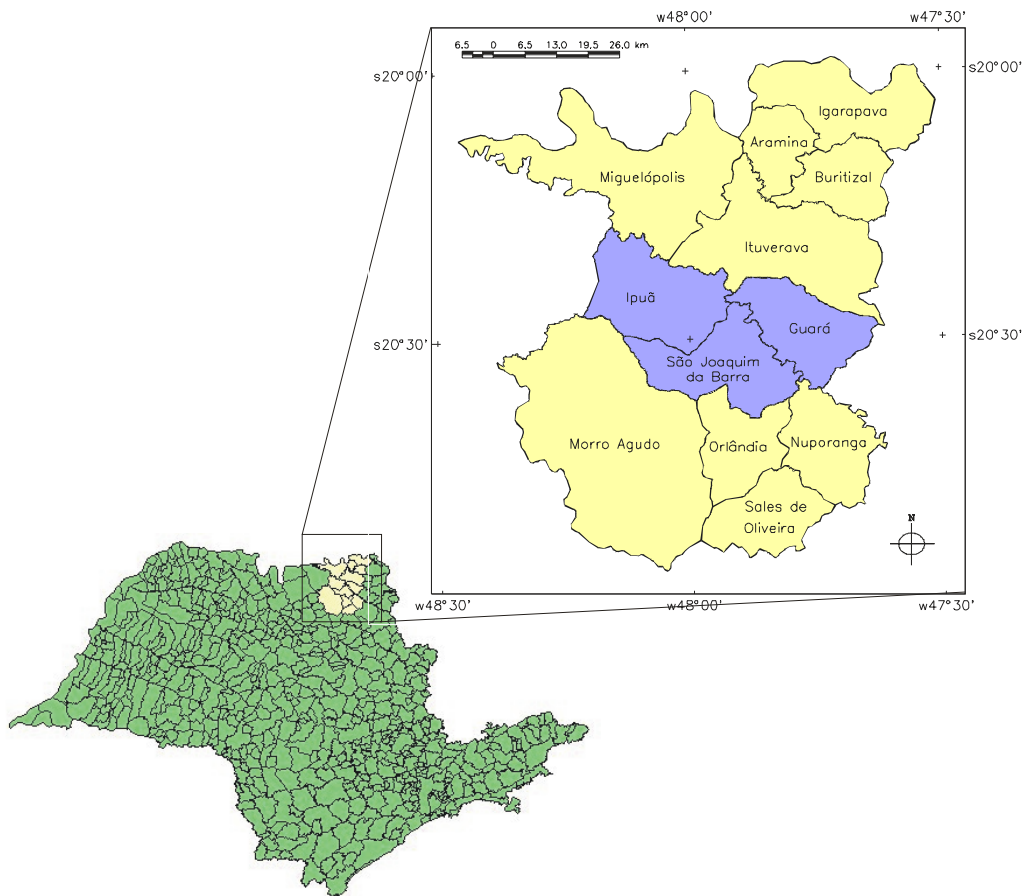 w48°00'
w47°30'
6.5 0 6.5 13.0 19.5 26.0 km
s20°00'
s20°00'
Igarapava
Aramina
Miguelópolis
Buritizal
Ituverava
Ipuã
Guará
s20°30'
s20°30'
São Joaquim
da Barra
Morro Agudo
Orlândia
Nuporanga
Sales de
Oliveira
N
w48°30'
w48°00'
w47°30'